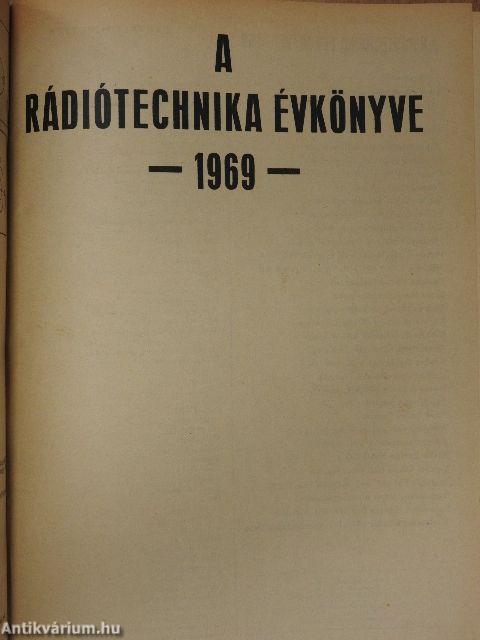 A
RÁDIÓTECHNIKA ÉVKÖNYVE
— 1969 —
Antikvárium.hu